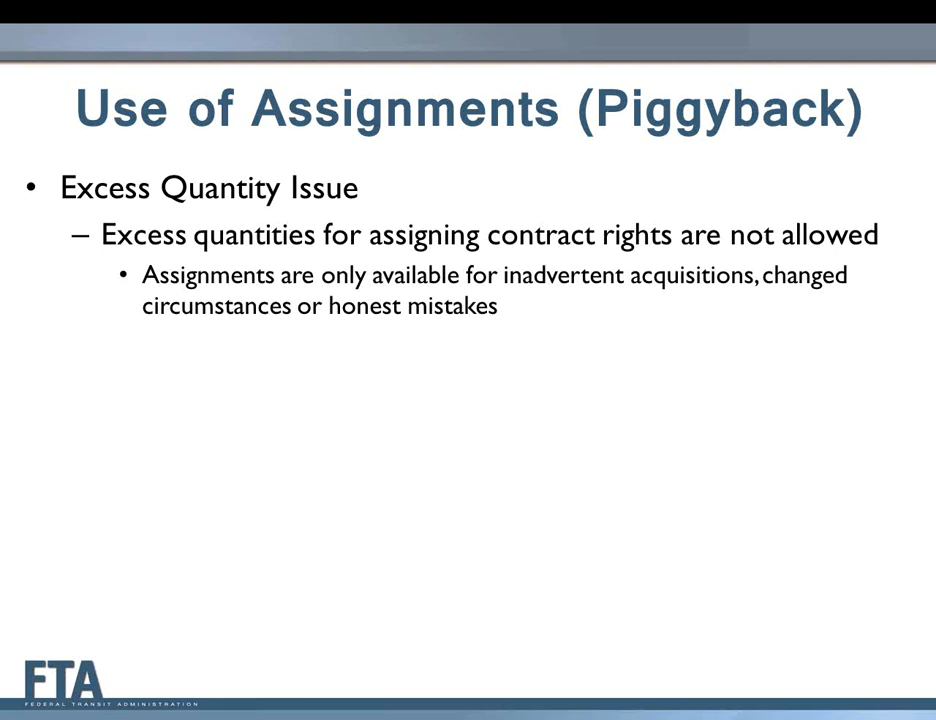 Use of Assignments (Piggyback)
• Excess Quantity Issue
– Excess quantities for assigning contract rights are not allowed
• Assignments are only available for inadvertent acquisitions, changed
circumstances or honest mistakes
FTA
FEDERAL TRANSIT ADMINISTRATION